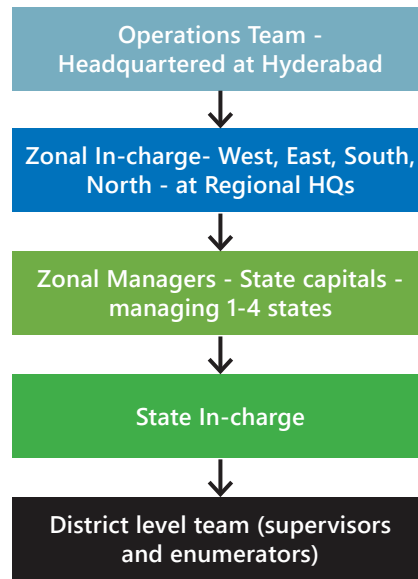 Operations Team -
Headquartered at Hyderabad
Zonal In-charge- West, East, South,
North - at Regional HQs
Zonal Managers - State capitals -
managing 1-4 states
State In-charge
District level team (supervisors
and enumerators)